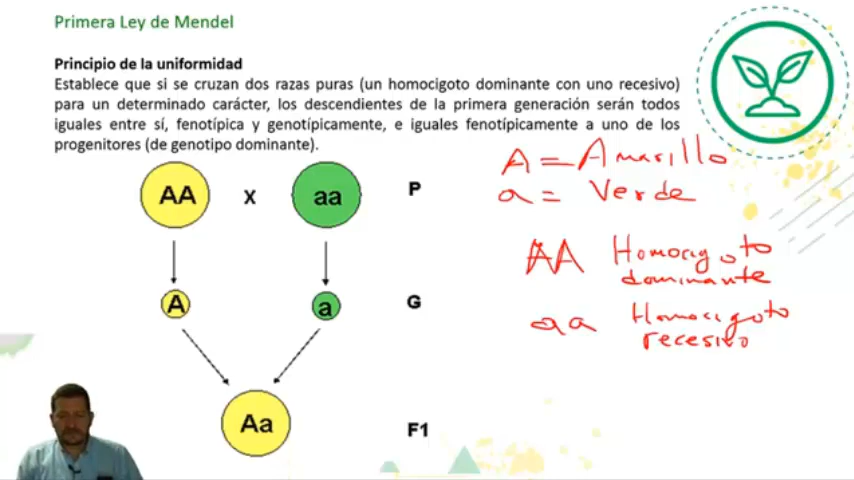 Primera Ley de Mendel
Principio de la uniformidad
Establece que si se cruzan dos razas puras (un homocigoto dominante con uno recesivo)
para un determinado carácter, los descendientes de la primera generación serán todos
iguales entre sí, fenotípica y genotípicamente, e iguales fenotípicamente a uno de los
progenitores (de genotipo dominante).
AA x aa P
A a G
Aa F1
A = Amarillo
a = Verde
AA Homocigoto
dominante
aa Homocigoto
recesivo